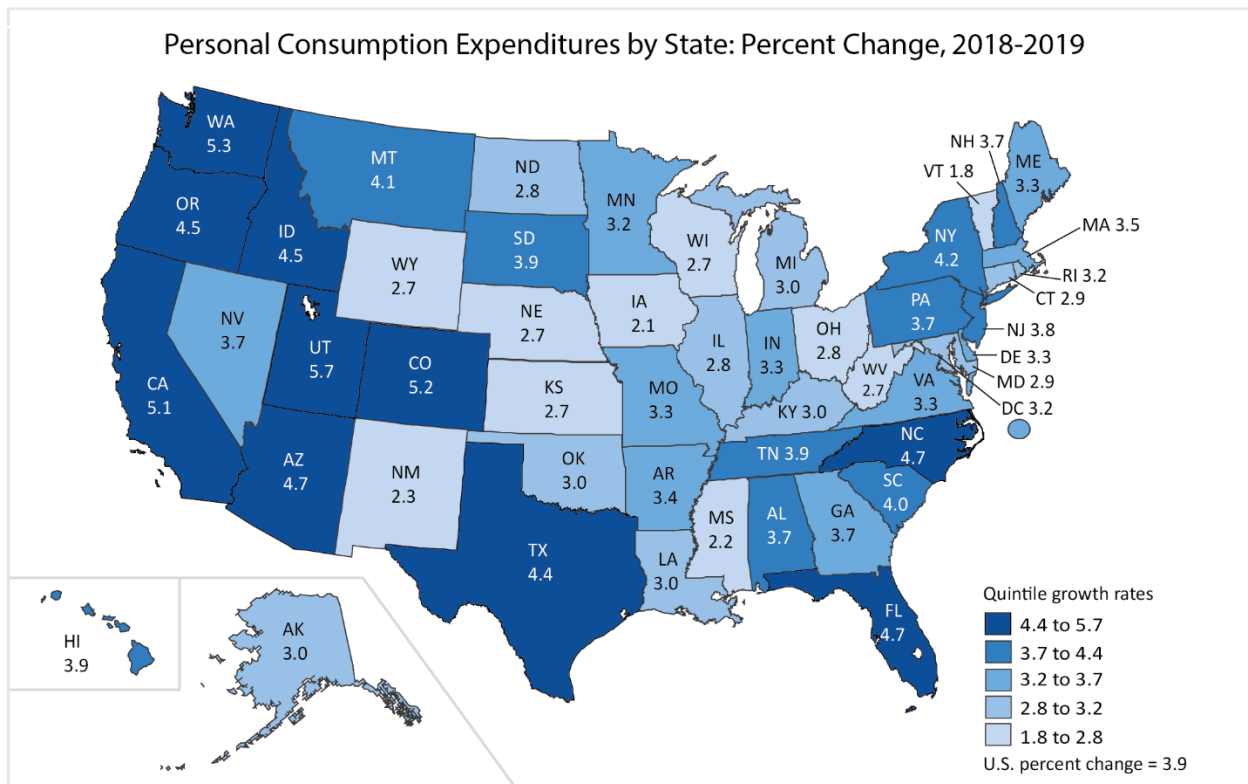 Personal Consumption Expenditures by State: Percent Change, 2018-2019
WA
5.3
MT
4.1
ND
2.8
MN
3.2
NH 3.7
VT 1.8
ME
3.3
OR
4.5
ID
4.5
SD
3.9
WI
2.7
MI
3.0
NY
4.2
MA 3.5
RI 3.2
CT 2.9
WY
2.7
NE
2.7
IA
2.1
PA
3.7
NJ 3.8
NV
3.7
UT
5.7
CO
5.2
IL
2.8
IN
3.3
OH
2.8
WV
2.7
DE 3.3
MD 2.9
DC 3.2
CA
5.1
KS
2.7
MO
3.3
KY 3.0
VA
3.3
AZ
4.7
NM
2.3
OK
3.0
AR
3.4
TN 3.9
NC
4.7
SC
4.0
TX
4.4
LA
3.0
MS
2.2
AL
3.7
GA
3.7
FL
4.7
HI
3.9
AK
3.0
Quintile growth rates
4.4 to 5.7
3.7 to 4.4
3.2 to 3.7
2.8 to 3.2
1.8 to 2.8
U.S. percent change = 3.9